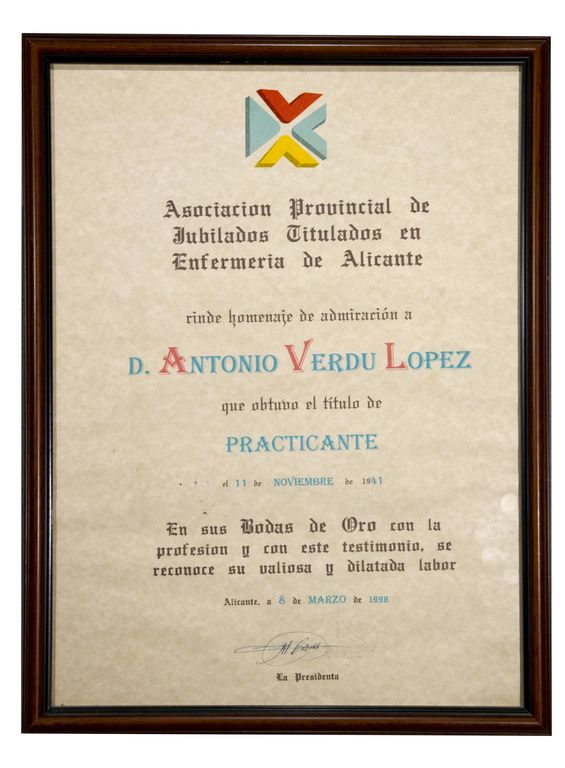 Asociacion Provincial de
Jubilados Titulados en
Enfermeria de Alicante
rinde homenaje de admiración a
D. ANTONIO VERDU LOPEZ
que obtuvo el título de
PRACTICANTE
el 11 de NOVIEMBRE de 1941
En sus Bodas de Oro con la
profesion y con este testimonio, se
reconoce su valiosa y dilatada labor
Alicante, a 8 de MARZO de 1998
La Presidenta